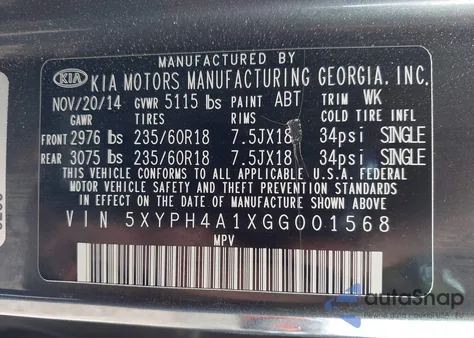 MANUFACTURED BY
KIA KIA MOTORS MANUFACTURING GEORGIA, INC.
NOV/20/14 GVWR 5115 lbs PAINT ABT TRIM WK
GAWR TIRES RIMS COLD TIRE INFL
FRONT 2976 lbs 235/60R18 7.5JX18 34psi SINGLE
REAR 3075 lbs 235/60R18 7.5JX18 34psi SINGLE
THIS VEHICLE CONFORMS TO ALL APPLICABLE U.S.A. FEDERAL
MOTOR VEHICLE SAFETY AND THEFT PREVENTION STANDARDS
IN EFFECT ON THE DATE OF MANUFACTURE SHOWN ABOVE.
VIN 5XYPH4A1XGG001568
MPV
autoSnap